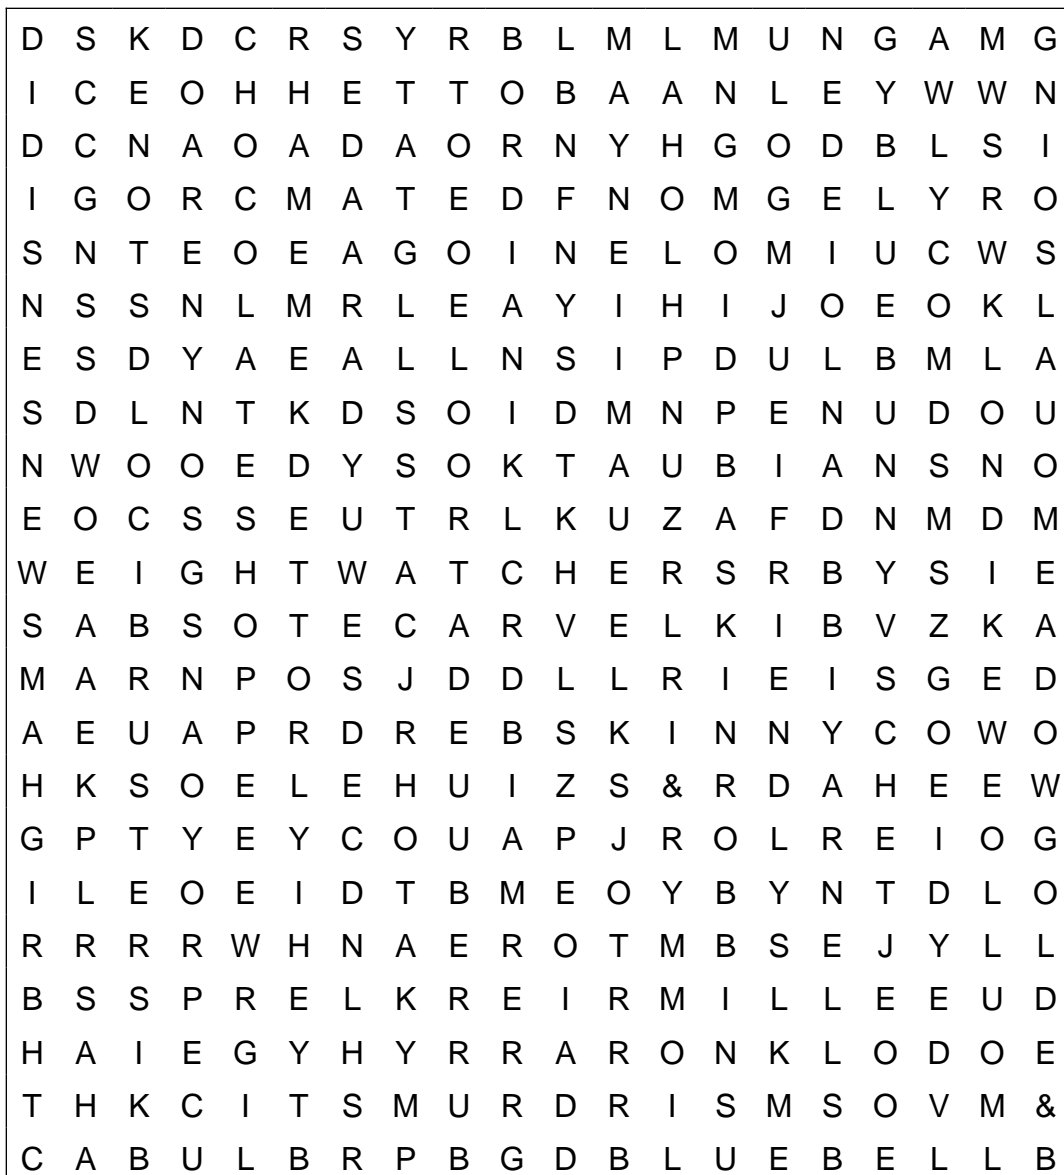 D S K D C R S Y R B L M L M U N G A M G
I C E O H H E T T O B A A N L E Y W W N
D C N A O A D A O R N Y H G O D B L S I
I G O R C M A T E D F N O M G E L Y R O
S N T E O E A G O I N E L O M I U C W S
N S S N L M R L E A Y I H I J O E O K L
E S D Y A E A L L N S I P D U L B M L A
S D L N T K D S O I D M N P E N U D O U
N W O O E D Y S O K T A U B I A N S N O
E O C S S E U T R L K U Z A F D N M D M
W E I G H T W A T C H E R S R B Y S I E
S A B S O T E C A R V E L K I B V Z K A
M A R N P O S J D D L L R I E I S G E D
A E U A P R D R E B S K I N N Y C O W O
H K S O E L E H U I Z S & R D A H E E W
G P T Y E Y C O U A P J R O L R E I O G
I L E O E I D T B M E O Y B Y N T D L O
R R R R W H N A E R O T M B S E J Y L L
B S S P R E L K R E I R M I L L E E U D
H A I E G Y H Y R R A R O N K L O D O E
T H K C I T S M U R D R I S M S O V M &
C A B U L B R P B G D B L U E B E L L B